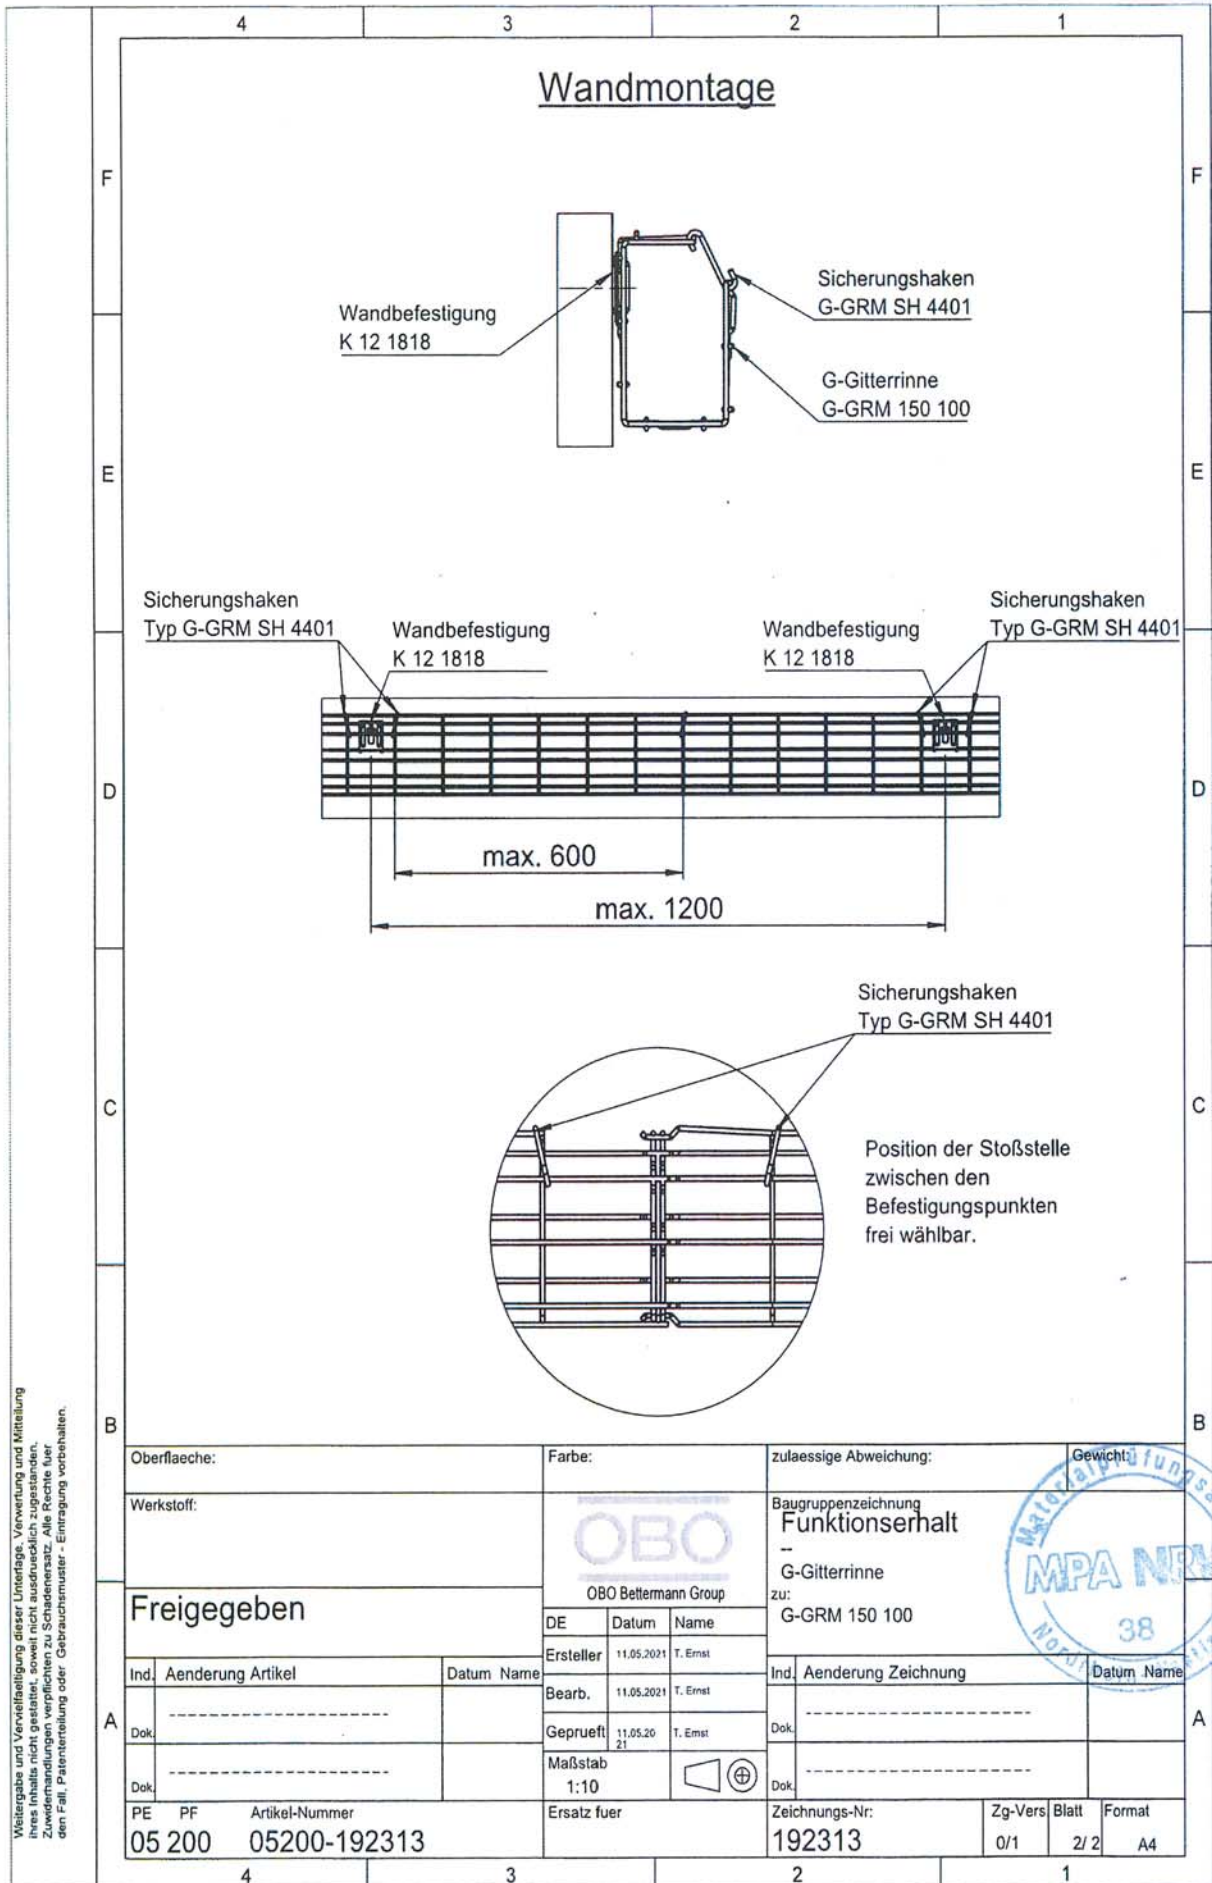 4 3 2 1
Wandmontage
F
F
Sicherungshaken
G-GRM SH 4401
Wandbefestigung
K 12 1818
G-Gitterrinne
G-GRM 150 100
E
E
Sicherungshaken
Typ G-GRM SH 4401
Wandbefestigung
K 12 1818
Wandbefestigung
K 12 1818
Sicherungshaken
Typ G-GRM SH 4401
D
D
max. 600
max. 1200
Sicherungshaken
Typ G-GRM SH 4401
C
C
Position der Stoßstelle
zwischen den
Befestigungspunkten
frei wählbar.
B
B
Weitergabe und Vervielfaeltigung dieser Unterlage, Verwertung und Mitteilung
ihres Inhalts nicht gestattet, soweit nicht ausdruecklich zugestanden.
Zuwiderhandlungen verpflichten zu Schadenersatz. Alle Rechte fuer
den Fall, Patenterteilung oder Gebrauchsmuster - Eintragung vorbehalten.
Oberflaeche:
Farbe:
zulaessige Abweichung:
Gewicht:
Werkstoff:
OBO
OBO Bettermann Group
Baugruppenzeichnung
Funktionserhalt
--
G-Gitterrinne
zu:
G-GRM 150 100
MPA NRW
38
Freigegeben
DE Datum Name
Ersteller 11.05.2021 T. Ernst
Bearb. 11.05.2021 T. Ernst
Geprueft 11.05.20
21
T. Ernst
Maßstab
1:10
Ind. Aenderung Artikel Datum Name
Dok.
Dok.
Ind. Aenderung Zeichnung Datum Name
Dok.
Dok.
A
A
PE PF Artikel-Nummer
05 200 05200-192313
Ersatz fuer
Zeichnungs-Nr:
192313
Zg-Vers
0/1
Blatt
2/ 2
Format
A4
4 3 2 1